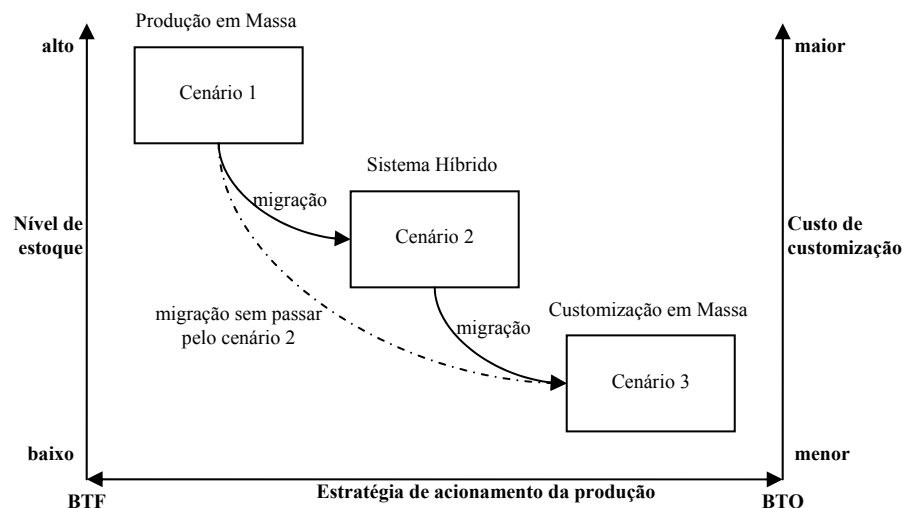 Produção em Massa
alto
maior
Cenário 1
Sistema Híbrido
migração
Nível de
estoque
Cenário 2
Custo de
customização
migração sem passar
pelo cenário 2
migração
Customização em Massa
Cenário 3
baixo
menor
BTF
Estratégia de acionamento da produção
BTO